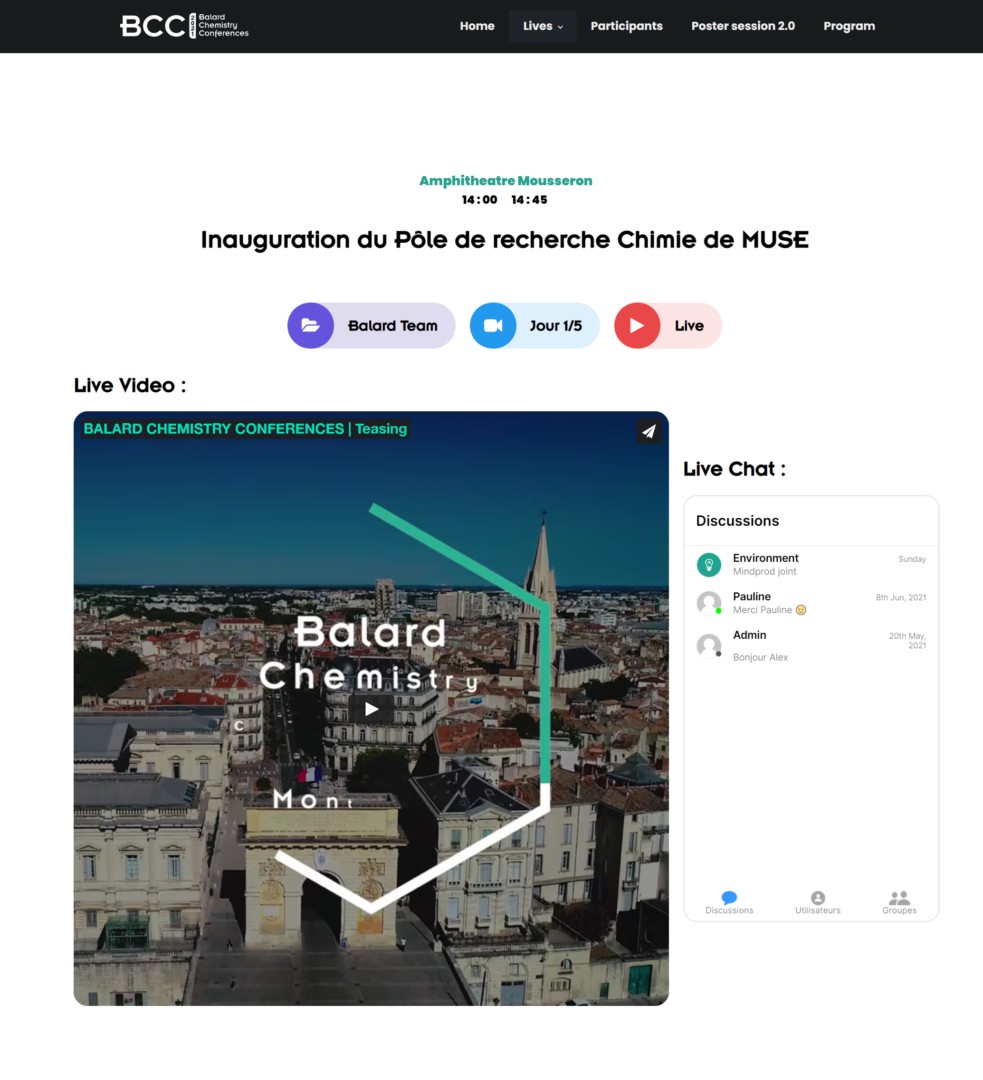 BCC 2021 Balard
Chemistry
Conferences
Home Lives Participants Poster session 2.0 Program
Amphitheatre Mousseron
14:00 14:45
Inauguration du Pôle de recherche Chimie de MUSE
Balard Team Jour 1/5 Live
Live Video :
BALARD CHEMISTRY CONFERENCES | Teasing
Balard
Chemistry
C
Mont
Live Chat :
Discussions
Environment Sunday
Mindprod joint
Pauline 8th Jun, 2021
Merci Pauline 😉
Admin 20th May,
2021
Bonjour Alex
Discussions Utilisateurs Groupes